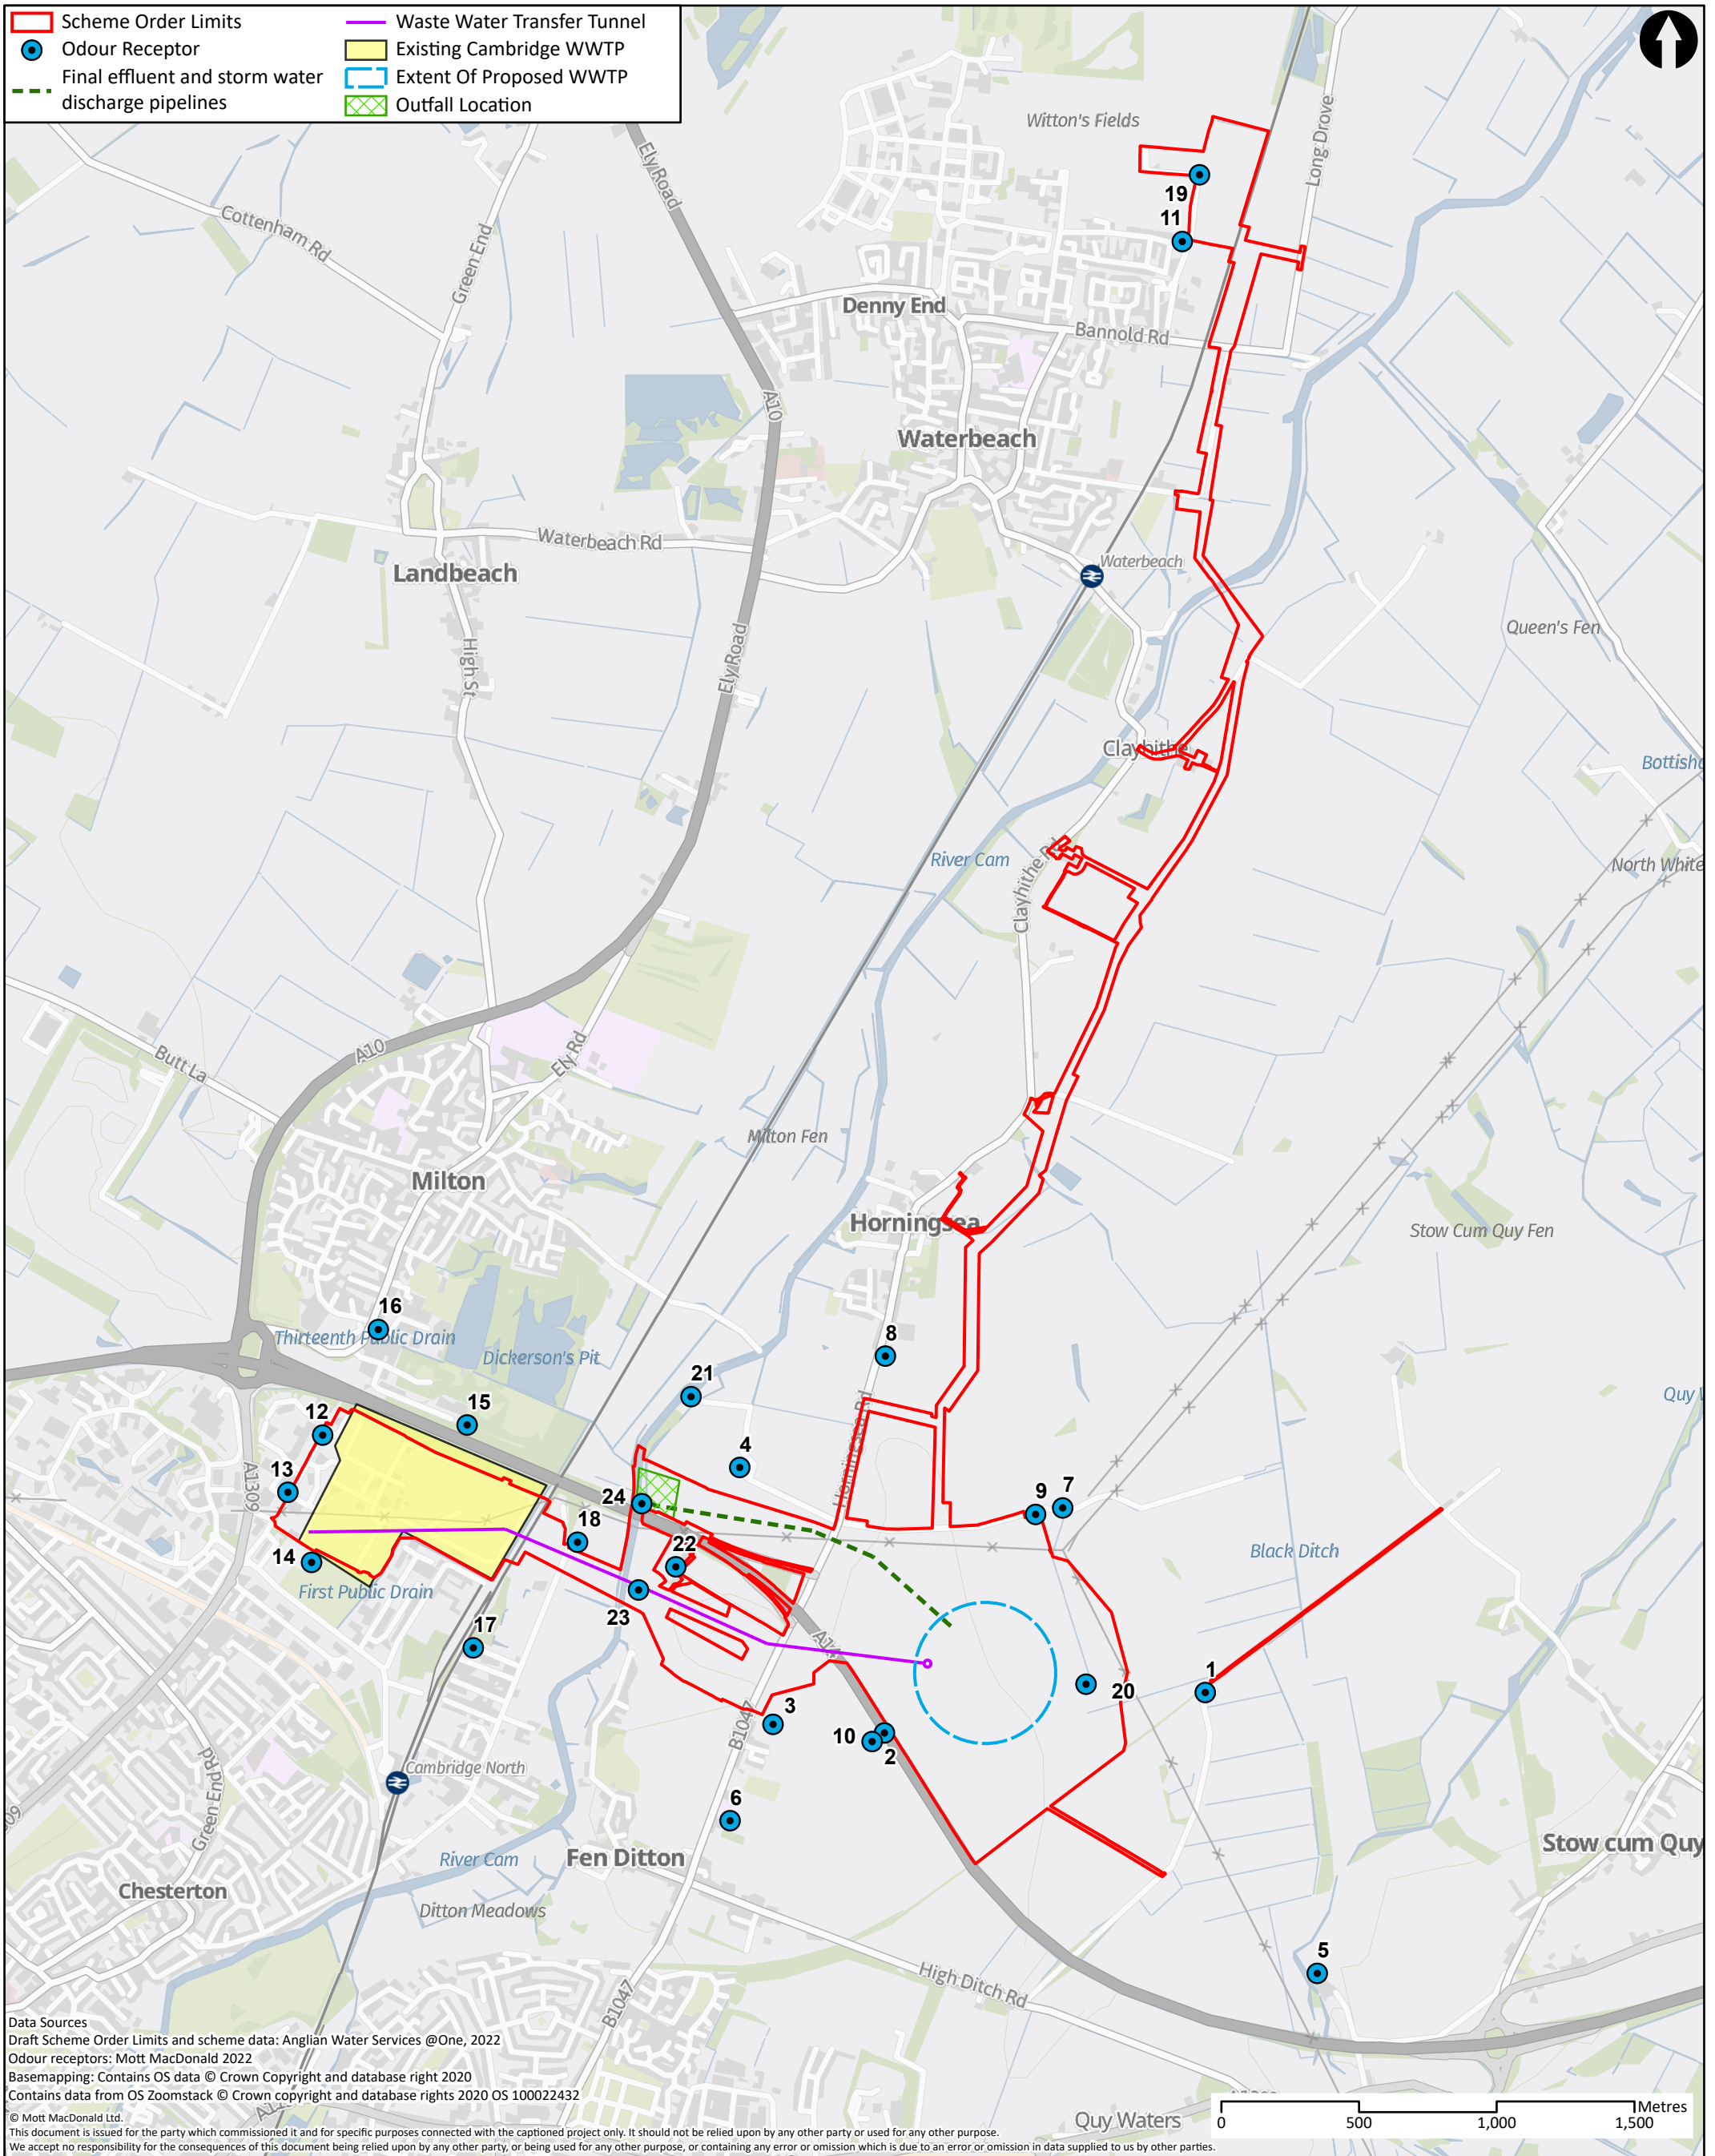 Scheme Order Limits
Odour Receptor
Final effluent and storm water
discharge pipelines
Waste Water Transfer Tunnel
Existing Cambridge WWTP
Extent Of Proposed WWTP
Outfall Location
Witton's Fields
Long Drove
Ely Road
19
11
Cottenham Rd
Green End
Denny End
Bannold Rd
A10
Waterbeach
Waterbeach Rd
Landbeach
Waterbeach
High St
Ely Road
Queen's Fen
Clayhithe
River Cam
Clayhithe Rd
North White
Butt La
A10
Ely Rd
Milton Fen
Milton
Horningsea
Stow Cum Quy Fen
16
Thirteenth Public Drain
Dickerson's Pit
8
21
15
12
4
Horningsea Rd
13
A1309
24
9
7
18
22
14
First Public Drain
23
Black Ditch
17
1
20
3
B1047
10
2
Cambridge North
6
Green End Rd
Fen Ditton
River Cam
Stow cum Quy
Chesterton
Ditton Meadows
5
High Ditch Rd
B1047
Quy Waters
Data Sources
Draft Scheme Order Limits and scheme data: Anglian Water Services @One, 2022
Odour receptors: Mott MacDonald 2022
Basemapping: Contains OS data © Crown Copyright and database right 2020
Contains data from OS Zoomstack © Crown copyright and database rights 2020 OS 100022432
© Mott MacDonald Ltd.
This document is issued for the party which commissioned it and for specific purposes connected with the captioned project only. It should not be relied upon by any other party or used for any other purpose.
We accept no responsibility for the consequences of this document being relied upon by any other party, or being used for any other purpose, or containing any error or omission which is due to an error or omission in data supplied to us by other parties.
0 500 1,000 1,500 Metres